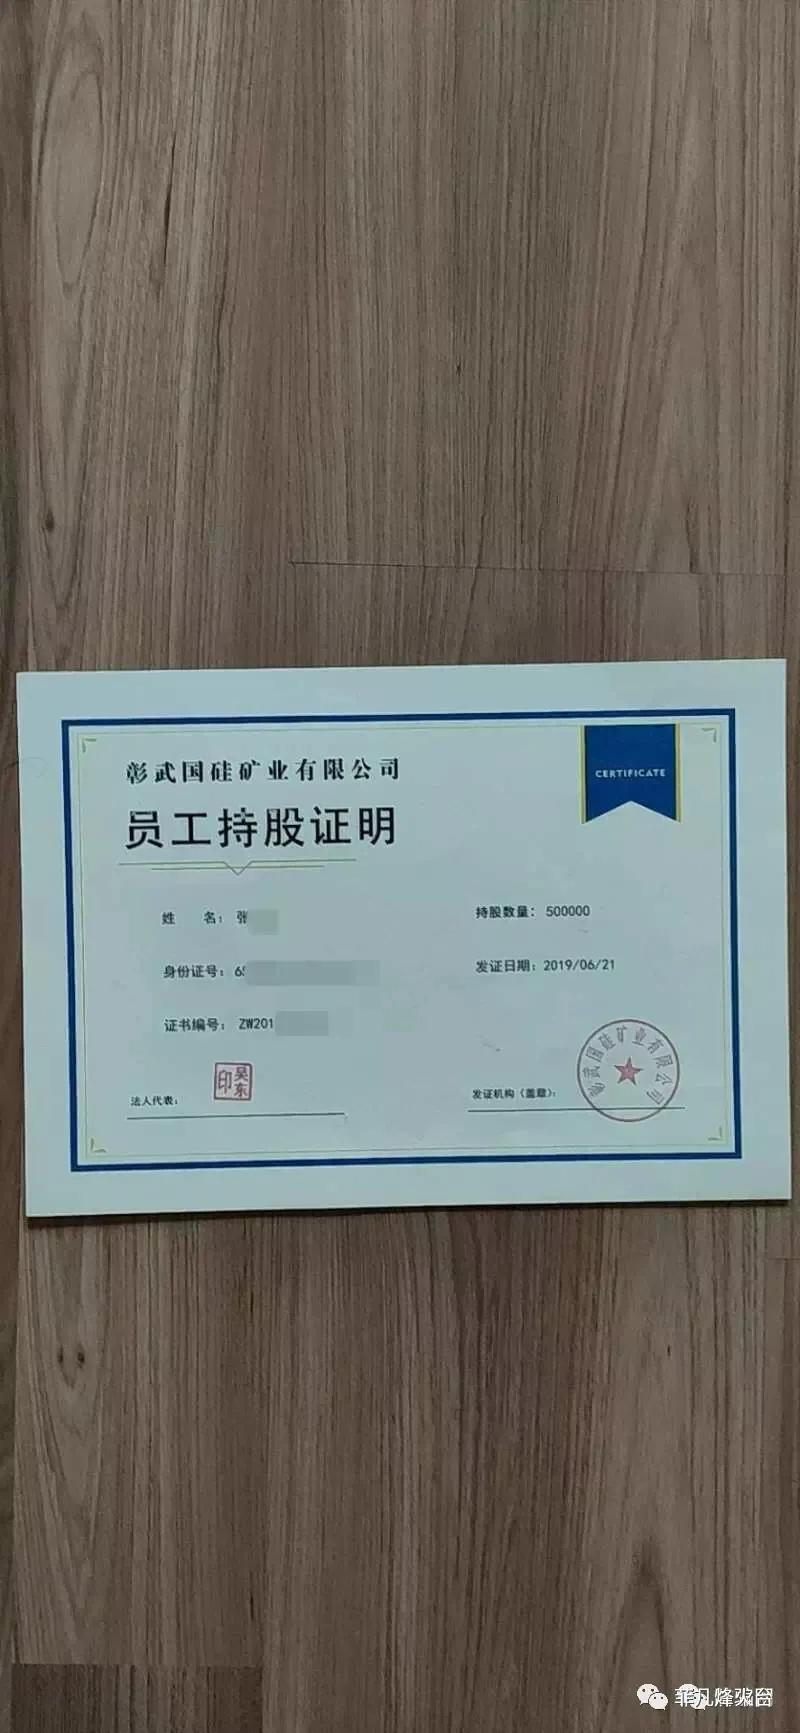 彰武国硅矿业有限公司
CERTIFICATE
员工持股证明
姓 名：张
持股数量：500000
身份证号：6
发证日期：2019/06/21
证书编号：ZW201
法人代表：
吴东印
发证机构（盖章）：
彰武国硅矿业有限公司